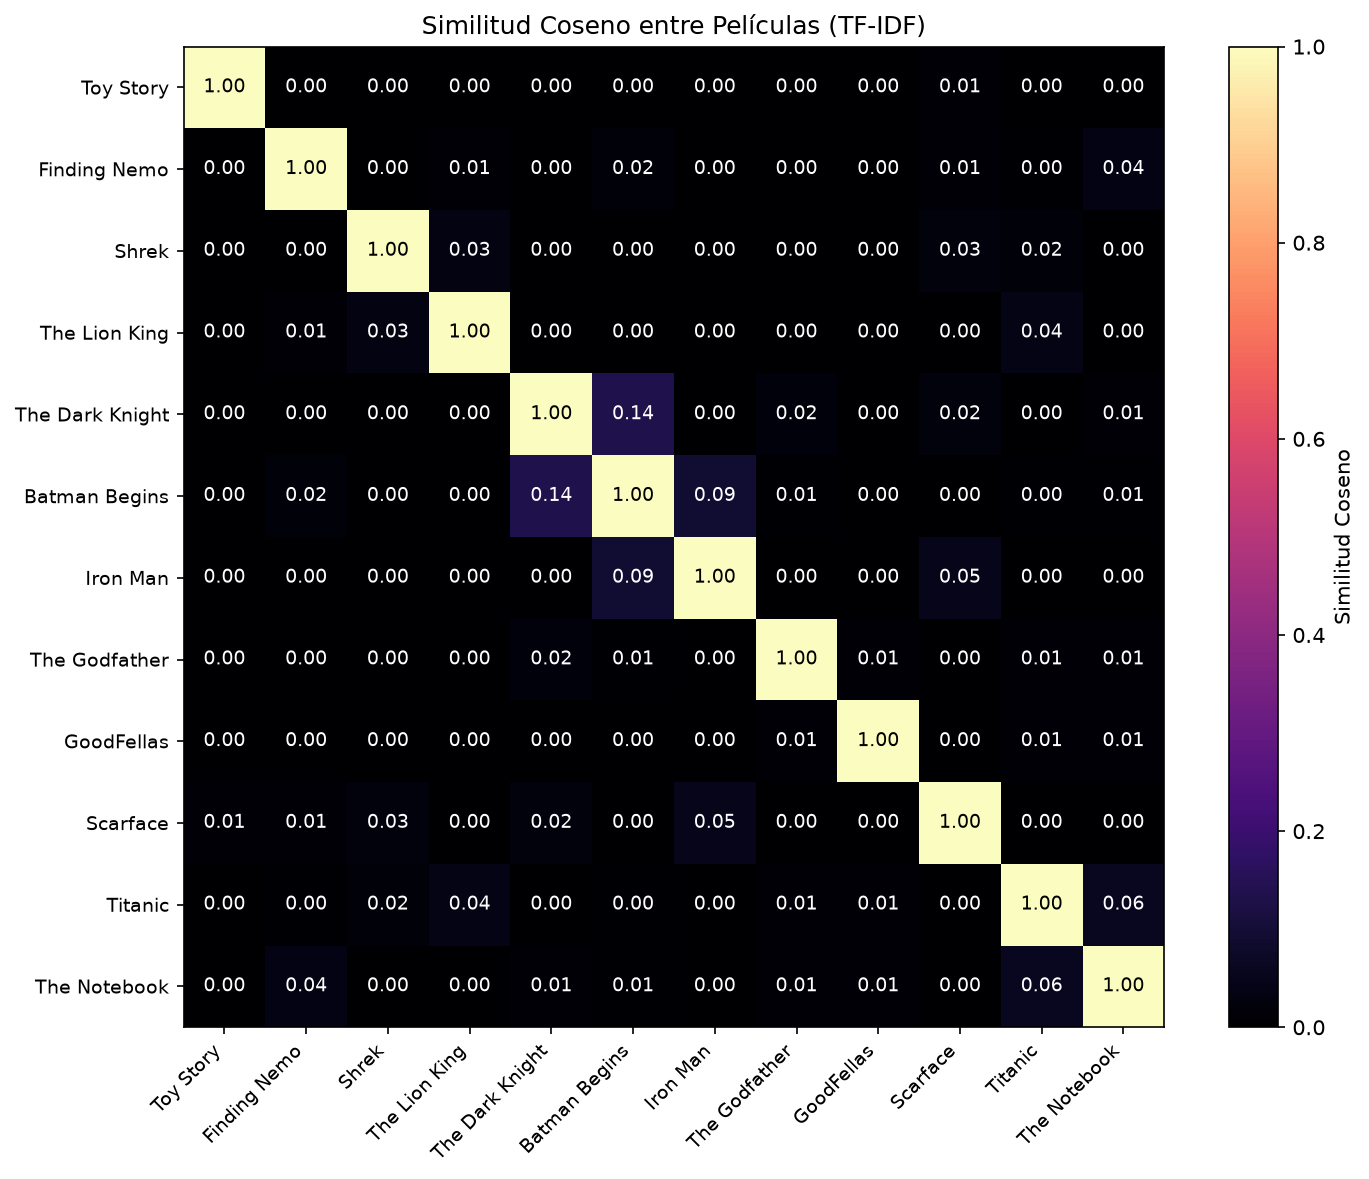 Similitud Coseno entre Películas (TF-IDF)
Toy Story 1.00 0.00 0.00 0.00 0.00 0.00 0.00 0.00 0.00 0.01 0.00 0.00
Finding Nemo 0.00 1.00 0.00 0.01 0.00 0.02 0.00 0.00 0.00 0.01 0.00 0.04
Shrek 0.00 0.00 1.00 0.03 0.00 0.00 0.00 0.00 0.00 0.03 0.02 0.00
The Lion King 0.00 0.01 0.03 1.00 0.00 0.00 0.00 0.00 0.00 0.00 0.04 0.00
The Dark Knight 0.00 0.00 0.00 0.00 1.00 0.14 0.00 0.02 0.00 0.02 0.00 0.01
Batman Begins 0.00 0.02 0.00 0.00 0.14 1.00 0.09 0.01 0.00 0.00 0.00 0.01
Iron Man 0.00 0.00 0.00 0.00 0.00 0.09 1.00 0.00 0.00 0.05 0.00 0.00
The Godfather 0.00 0.00 0.00 0.00 0.02 0.01 0.00 1.00 0.01 0.00 0.01 0.01
GoodFellas 0.00 0.00 0.00 0.00 0.00 0.00 0.00 0.01 1.00 0.00 0.01 0.01
Scarface 0.01 0.01 0.03 0.00 0.02 0.00 0.05 0.00 0.00 1.00 0.00 0.00
Titanic 0.00 0.00 0.02 0.04 0.00 0.00 0.00 0.01 0.01 0.00 1.00 0.06
The Notebook 0.00 0.04 0.00 0.00 0.01 0.01 0.00 0.01 0.01 0.00 0.06 1.00
Toy Story
Finding Nemo
Shrek
The Lion King
The Dark Knight
Batman Begins
Iron Man
The Godfather
GoodFellas
Scarface
Titanic
The Notebook
1.0
0.8
0.6
0.4
0.2
0.0
Similitud Coseno